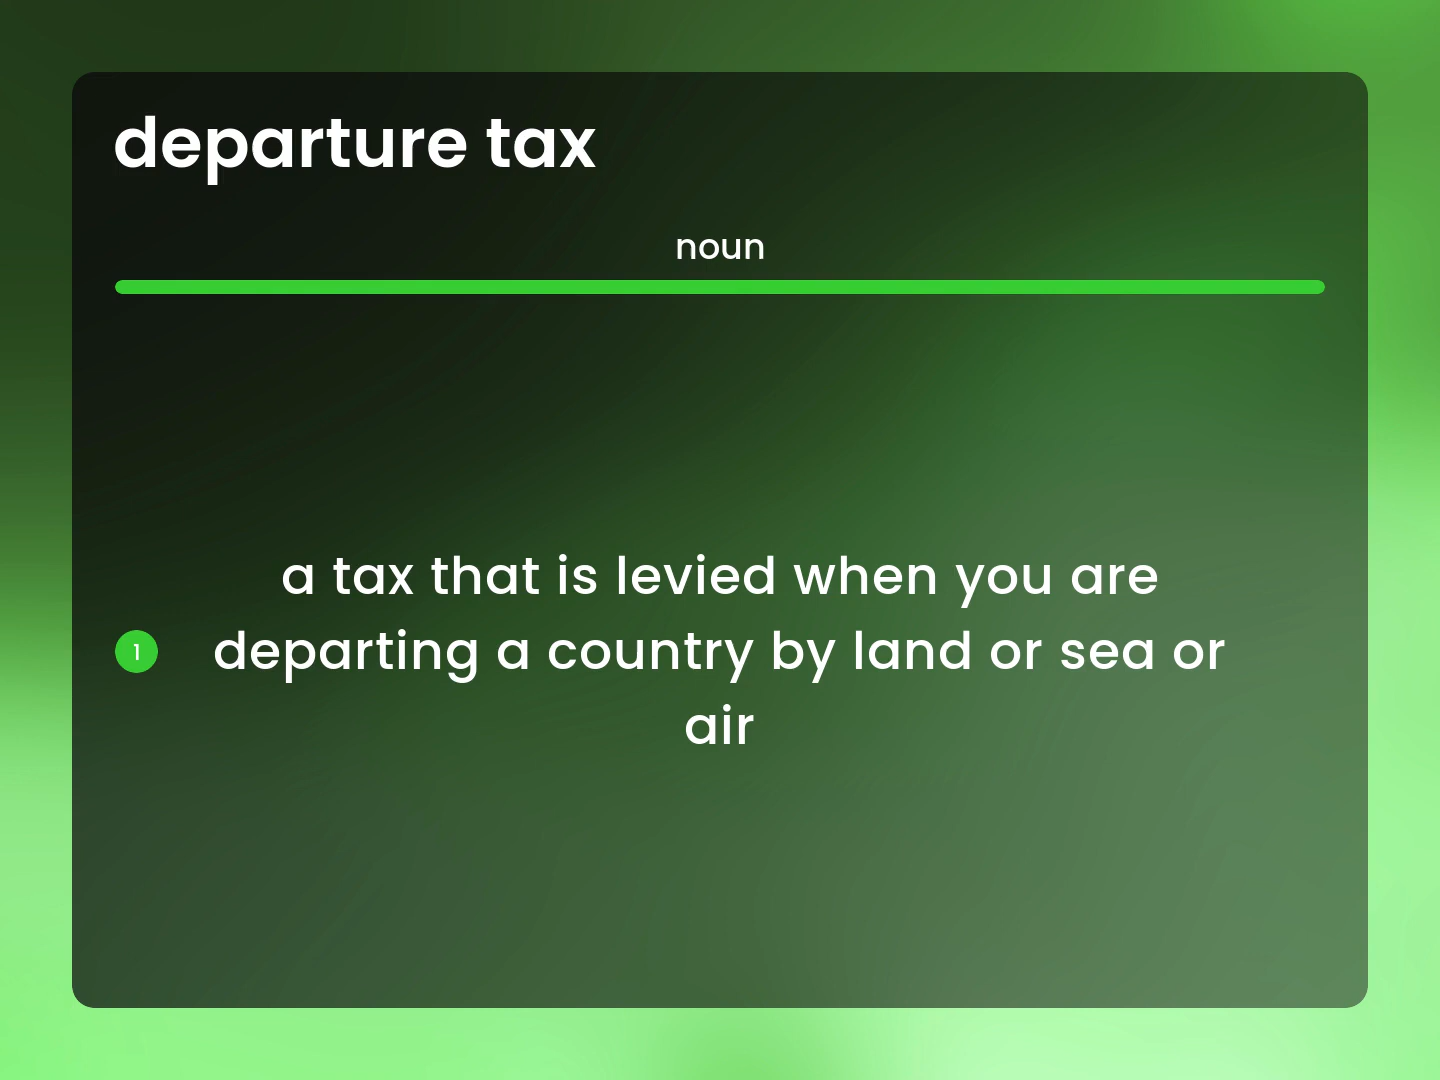 departure tax
noun
a tax that is levied when you are
1 departing a country by land or sea or
air